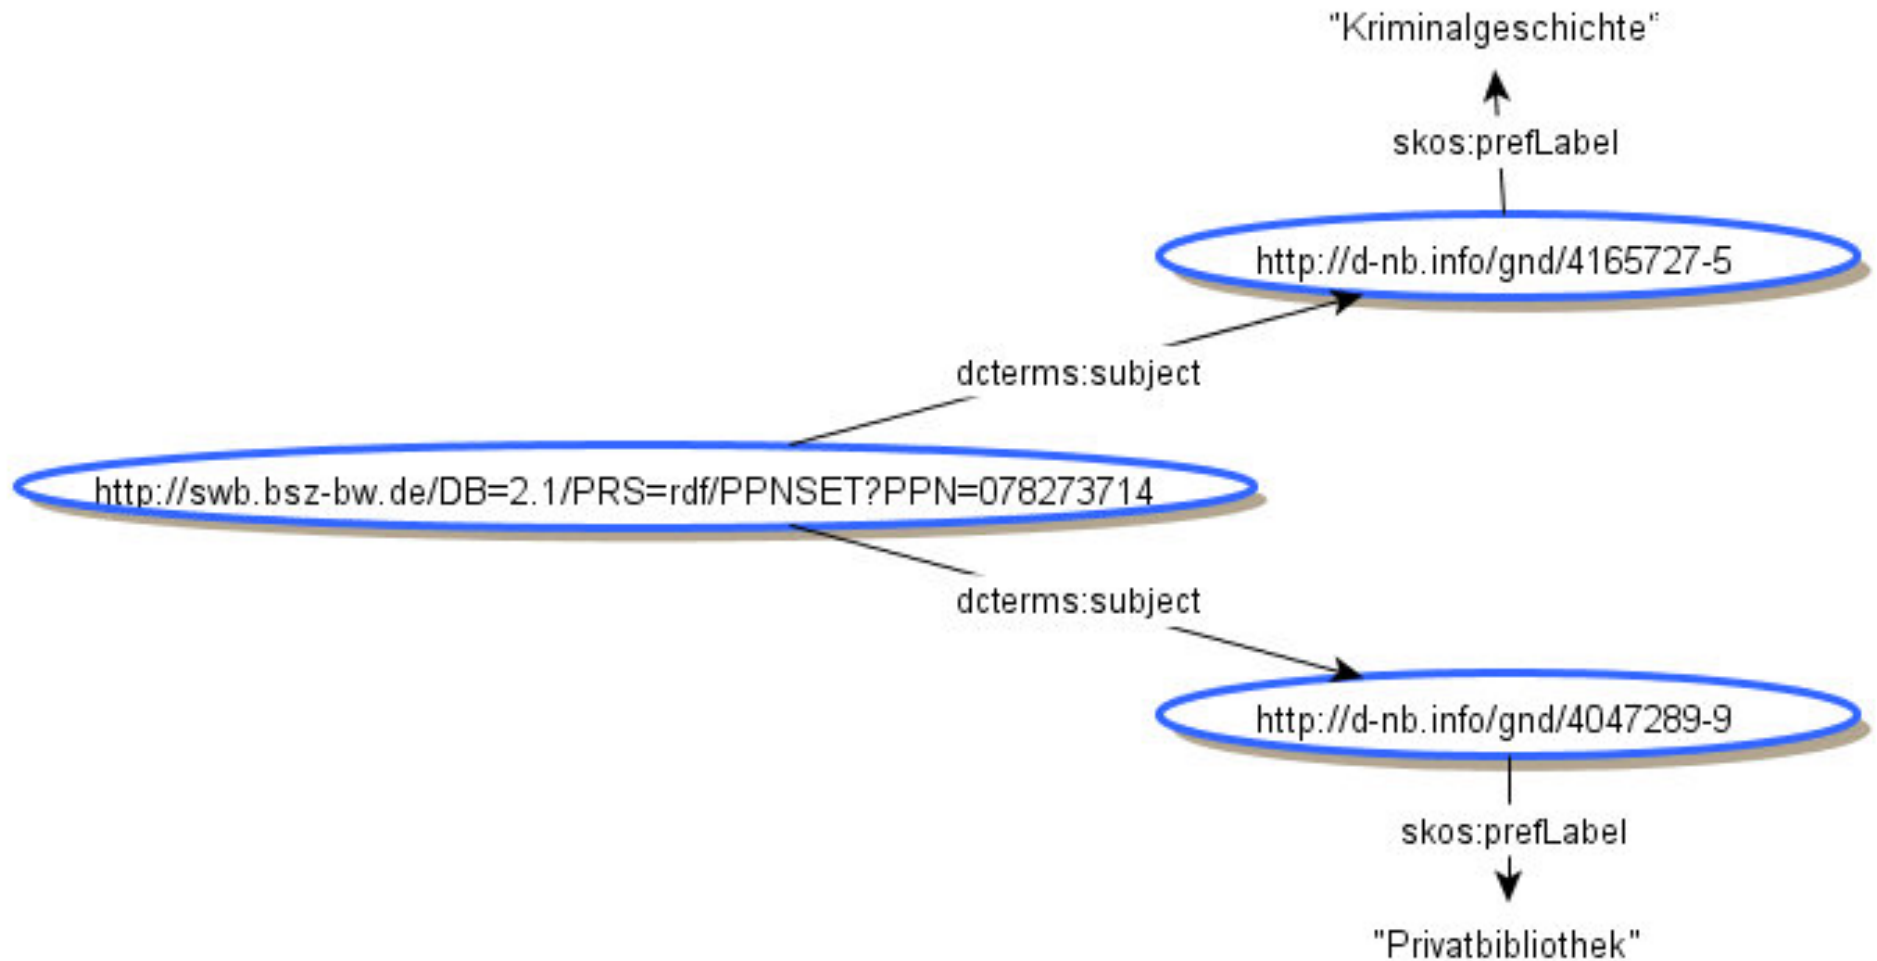 "Kriminalgeschichte"
skos:prefLabel
http://d-nb.info/gnd/4165727-5
dcterms:subject
http://swb.bsz-bw.de/DB=2.1/PRS=rdf/PPNSET?PPN=078273714
dcterms:subject
http://d-nb.info/gnd/4047289-9
skos:prefLabel
"Privatbibliothek"